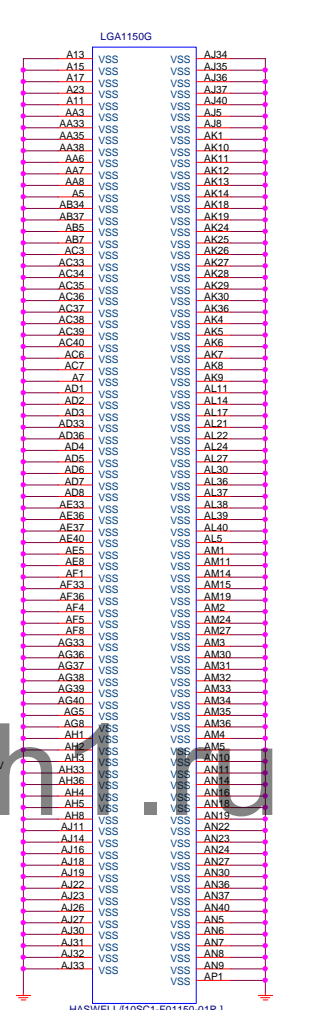 LGA1150G
A13 VSS VSS AJ34
A15 VSS VSS AJ35
A17 VSS VSS AJ36
A23 VSS VSS AJ37
A11 VSS VSS AJ40
AA3 VSS VSS AJ5
AA33 VSS VSS AJ8
AA35 VSS VSS AK1
AA38 VSS VSS AK10
AA6 VSS VSS AK11
AA7 VSS VSS AK12
AA8 VSS VSS AK13
A5 VSS VSS AK14
AB34 VSS VSS AK18
AB37 VSS VSS AK19
AB5 VSS VSS AK24
AB7 VSS VSS AK25
AC3 VSS VSS AK26
AC33 VSS VSS AK27
AC34 VSS VSS AK28
AC35 VSS VSS AK29
AC36 VSS VSS AK30
AC37 VSS VSS AK36
AC38 VSS VSS AK4
AC39 VSS VSS AK5
AC40 VSS VSS AK6
AC6 VSS VSS AK7
AC7 VSS VSS AK8
A7 VSS VSS AK9
AD1 VSS VSS AL11
AD2 VSS VSS AL14
AD3 VSS VSS AL17
AD33 VSS VSS AL21
AD36 VSS VSS AL22
AD4 VSS VSS AL24
AD5 VSS VSS AL27
AD6 VSS VSS AL30
AD7 VSS VSS AL36
AD8 VSS VSS AL37
AE33 VSS VSS AL38
AE36 VSS VSS AL39
AE37 VSS VSS AL40
AE40 VSS VSS AL5
AE5 VSS VSS AM1
AE8 VSS VSS AM11
AF1 VSS VSS AM14
AF33 VSS VSS AM15
AF36 VSS VSS AM19
AF4 VSS VSS AM2
AF5 VSS VSS AM24
AF8 VSS VSS AM27
AG33 VSS VSS AM3
AG36 VSS VSS AM30
AG37 VSS VSS AM31
AG38 VSS VSS AM32
AG39 VSS VSS AM33
AG40 VSS VSS AM34
AG5 VSS VSS AM35
AG8 VSS VSS AM36
AH1 VSS VSS AM4
AH2 VSS VSS AM5
AH3 VSS VSS AN10
AH33 VSS VSS AN11
AH36 VSS VSS AN14
AH4 VSS VSS AN16
AH5 VSS VSS AN18
AH8 VSS VSS AN19
AJ11 VSS VSS AN22
AJ14 VSS VSS AN23
AJ16 VSS VSS AN24
AJ18 VSS VSS AN27
AJ19 VSS VSS AN30
AJ22 VSS VSS AN36
AJ23 VSS VSS AN37
AJ26 VSS VSS AN40
AJ27 VSS VSS AN5
AJ30 VSS VSS AN6
AJ31 VSS VSS AN7
AJ32 VSS VSS AN8
AJ33 VSS VSS AN9
VSS AP1
h1.ru